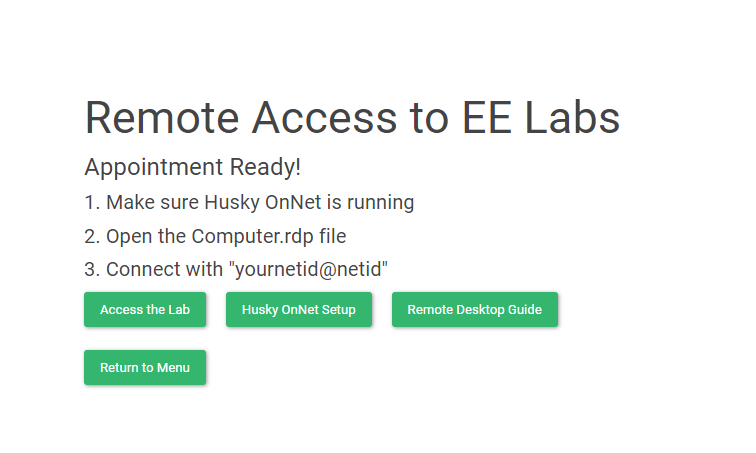 Remote Access to EE Labs
Appointment Ready!
1. Make sure Husky OnNet is running
2. Open the Computer.rdp file
3. Connect with "yournetid@netid"
Access the Lab
Husky OnNet Setup
Remote Desktop Guide
Return to Menu